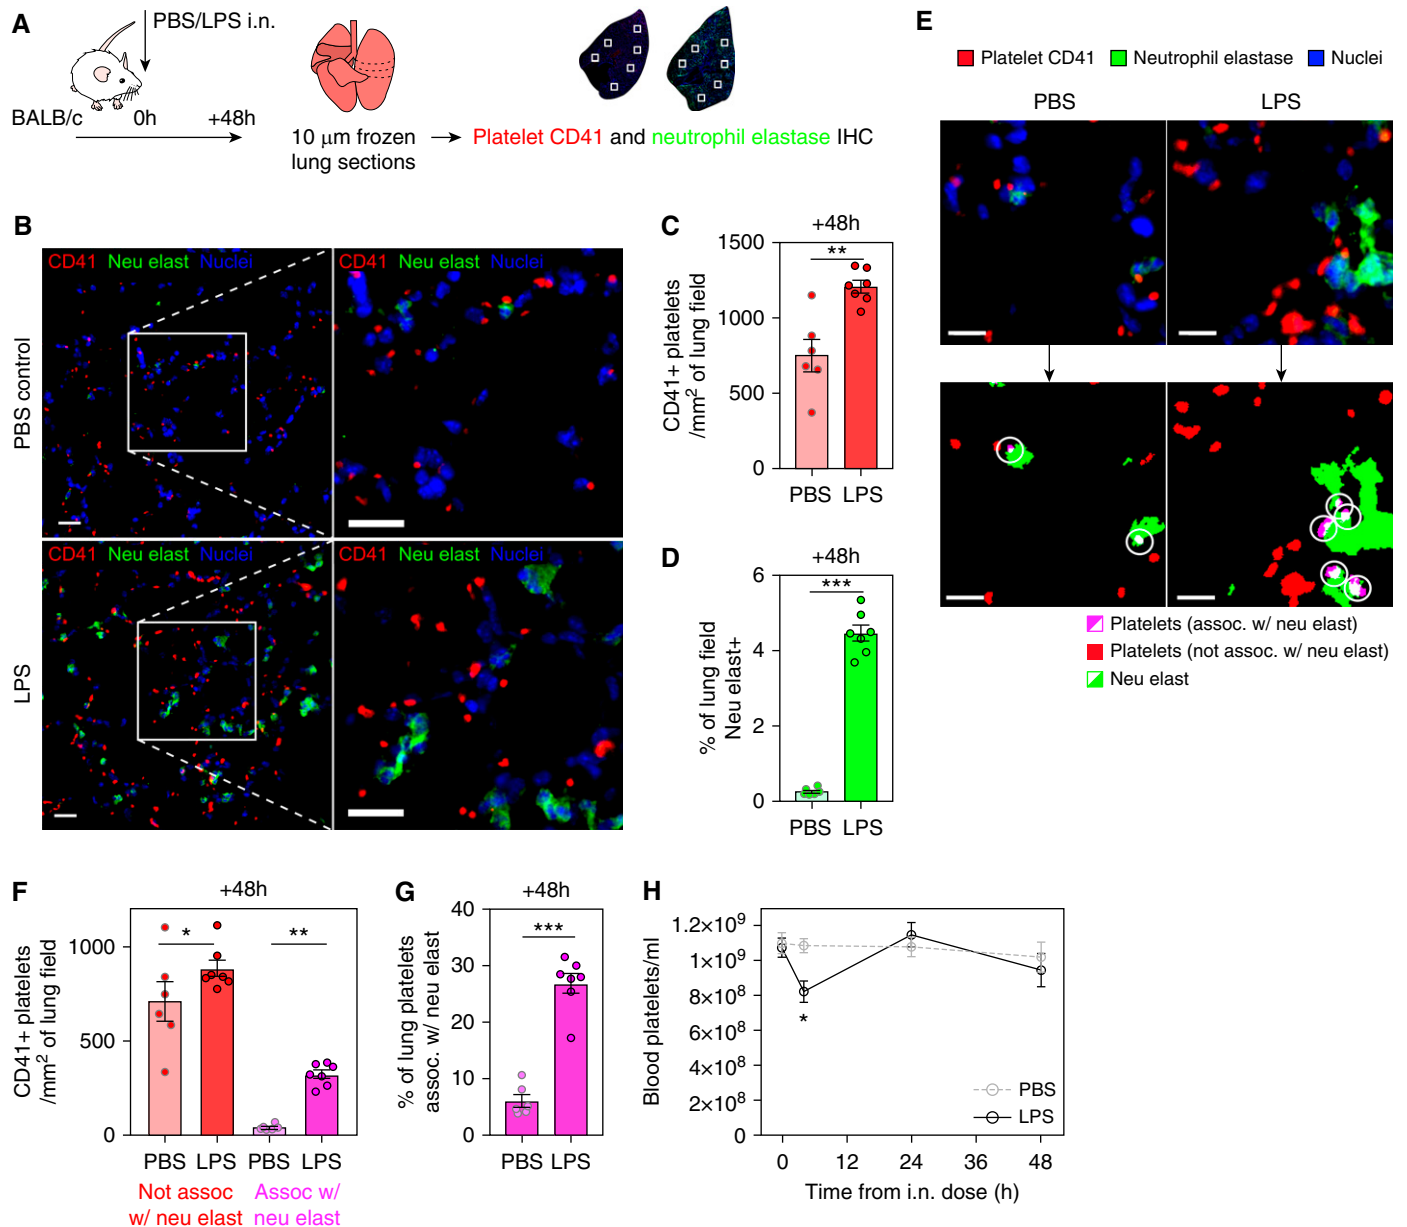 A
PBS/LPS i.n.
BALB/c
0h
+48h
10 μm frozen
lung sections
Platelet CD41 and neutrophil elastase IHC
B
CD41 Neu elast Nuclei
CD41 Neu elast Nuclei
PBS control
CD41 Neu elast Nuclei
CD41 Neu elast Nuclei
LPS
C
+48h
**
CD41+ platelets
/mm² of lung field
1500
1000
500
0
PBS LPS
D
+48h
***
% of lung field
Neu elast+
6
4
2
0
PBS LPS
E
Platelet CD41
Neutrophil elastase
Nuclei
PBS
LPS
Platelets (assoc. w/ neu elast)
Platelets (not assoc. w/ neu elast)
Neu elast
F
+48h
*
**
CD41+ platelets
/mm² of lung field
1000
500
0
PBS LPS PBS LPS
Not assoc
w/ neu elast
Assoc w/
neu elast
G
+48h
***
% of lung platelets
assoc. w/ neu elast
40
30
20
10
0
PBS LPS
H
Blood platelets/ml
1.2×10⁹
1×10⁹
8×10⁸
6×10⁸
4×10⁸
2×10⁸
0
*
PBS
LPS
0 12 24 36 48
Time from i.n. dose (h)